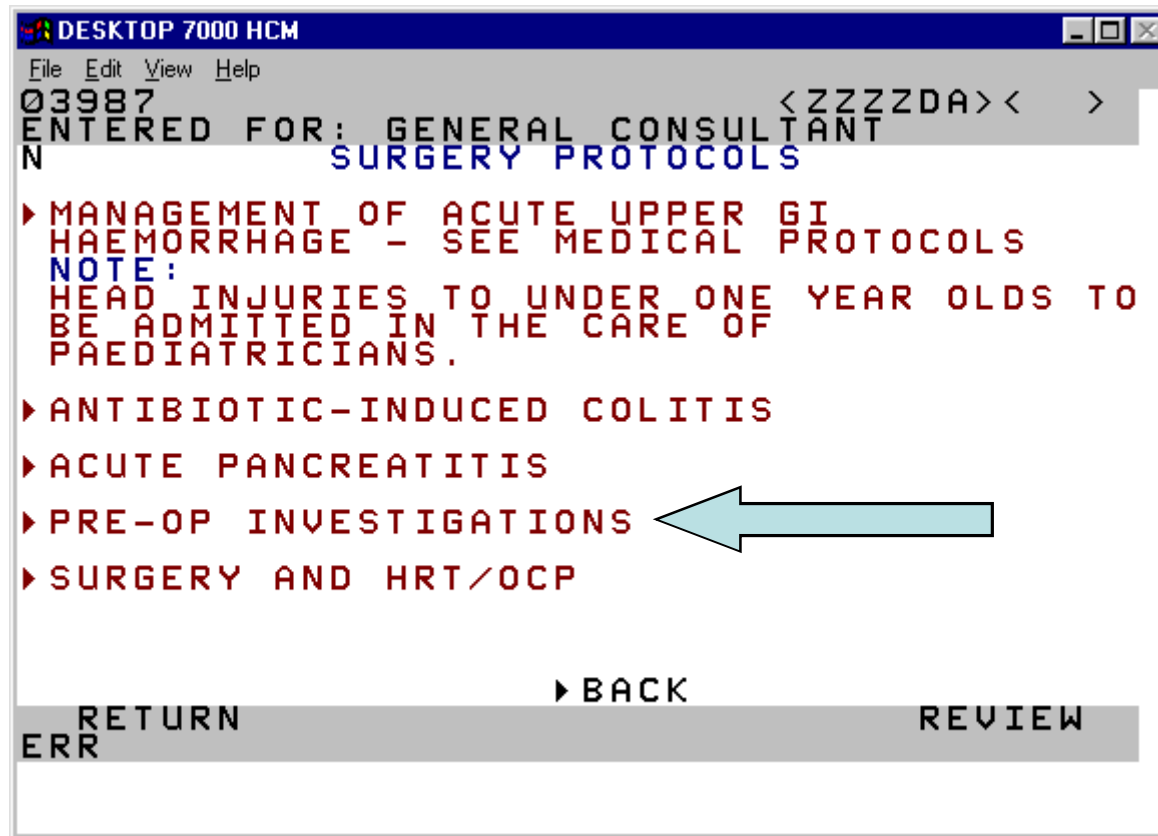 DESKTOP 7000 HCM
File Edit View Help
03987 <ZZZZDA>< >
ENTERED FOR: GENERAL CONSULTANT
N SURGERY PROTOCOLS
MANAGEMENT OF ACUTE UPPER GI
HAEMORRHAGE - SEE MEDICAL PROTOCOLS
NOTE:
HEAD INJURIES TO UNDER ONE YEAR OLDS TO
BE ADMITTED IN THE CARE OF
PAEDIATRICIANS.
ANTIBIOTIC-INDUCED COLITIS
ACUTE PANCREATITIS
PRE-OP INVESTIGATIONS
SURGERY AND HRT/OCP
BACK
RETURN REVIEW
ERR